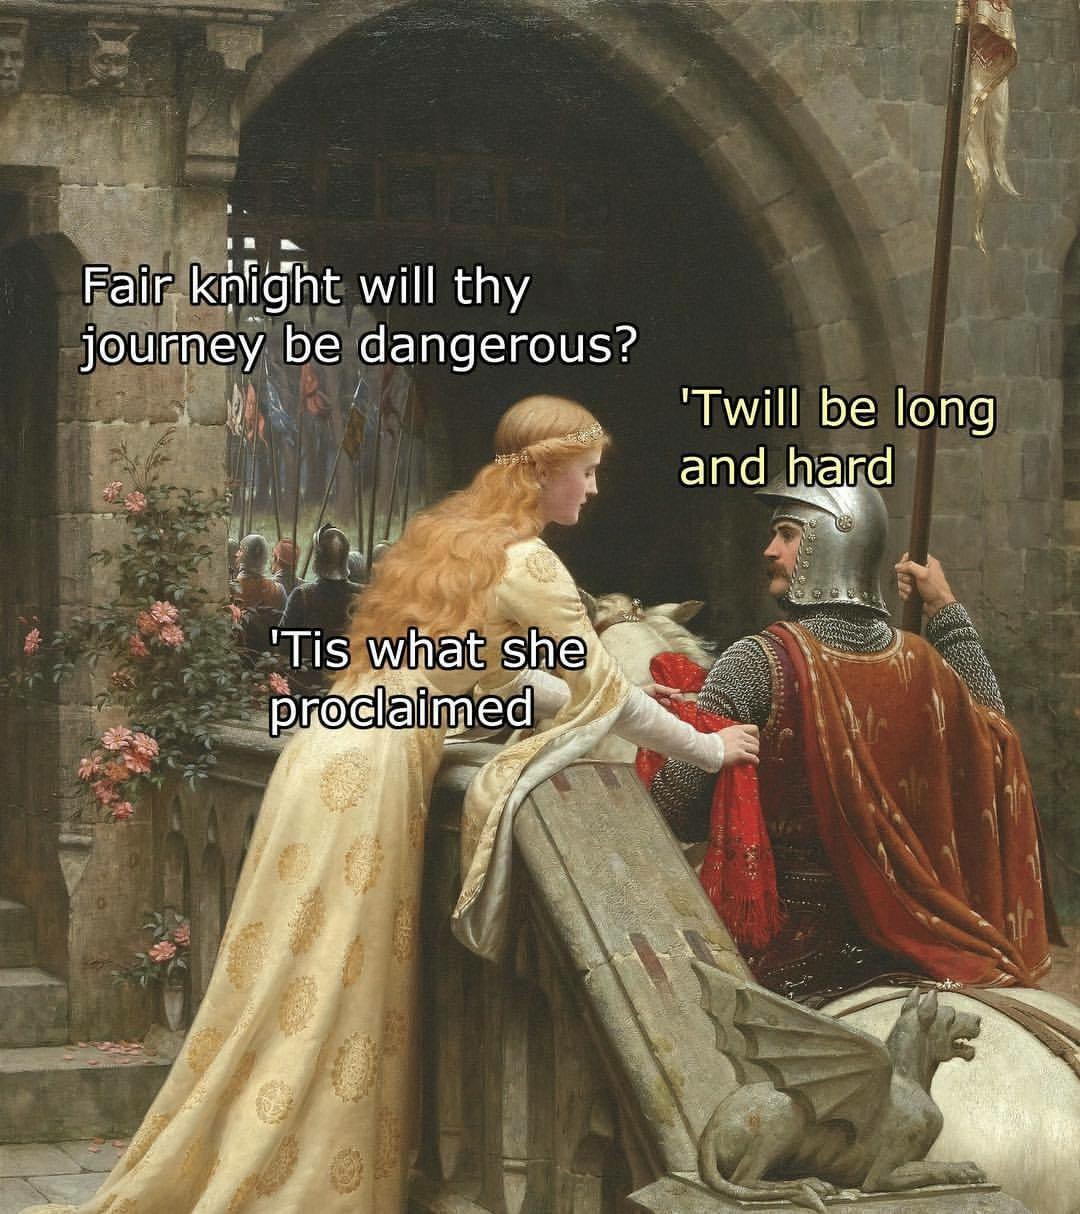 Fair knight will thy
journey be dangerous?
'Twill be long
and hard
'Tis what she
proclaimed